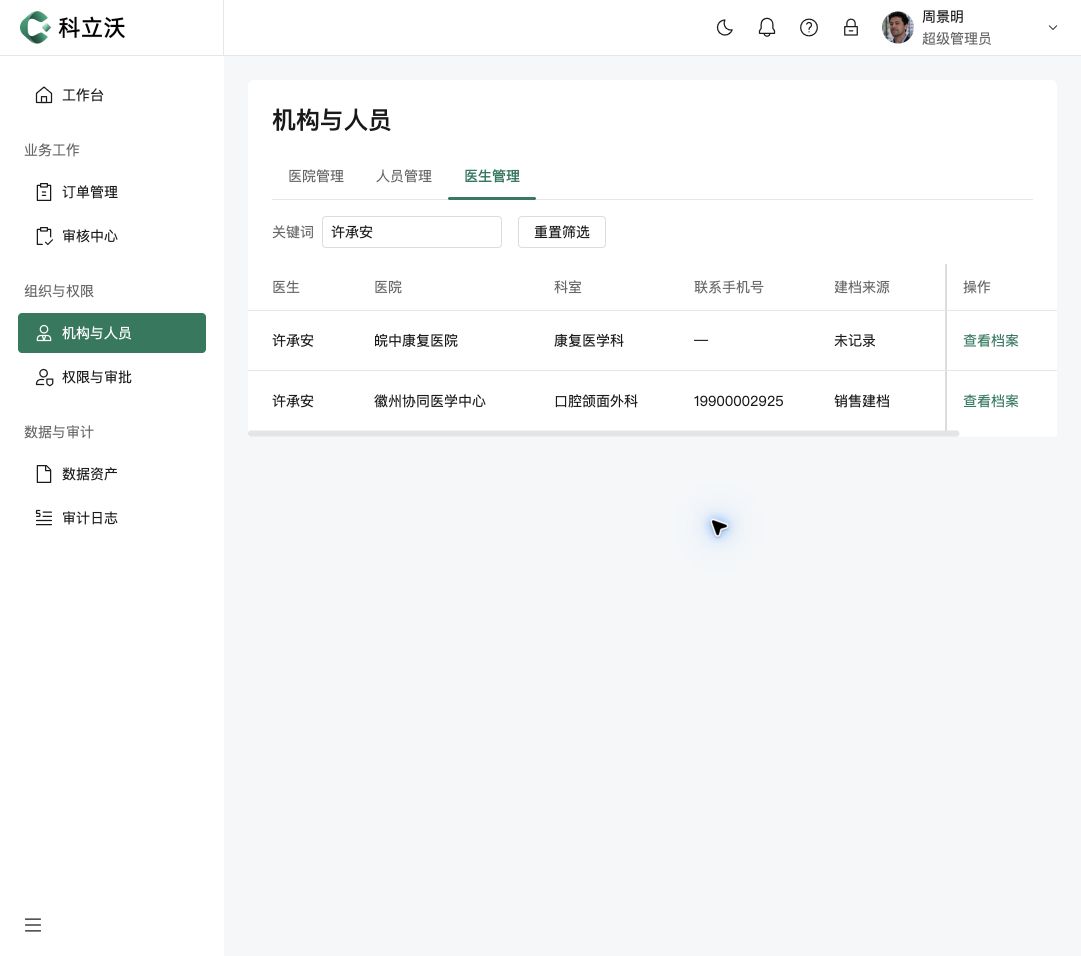 科立沃
周景明
超级管理员
工作台
业务工作
订单管理
审核中心
组织与权限
机构与人员
权限与审批
数据与审计
数据资产
审计日志
机构与人员
医院管理 人员管理 医生管理
关键词 许承安 重置筛选
医生 医院 科室 联系手机号 建档来源 操作
许承安 皖中康复医院 康复医学科 — 未记录 查看档案
许承安 徽州协同医学中心 口腔颌面外科 19900002925 销售建档 查看档案